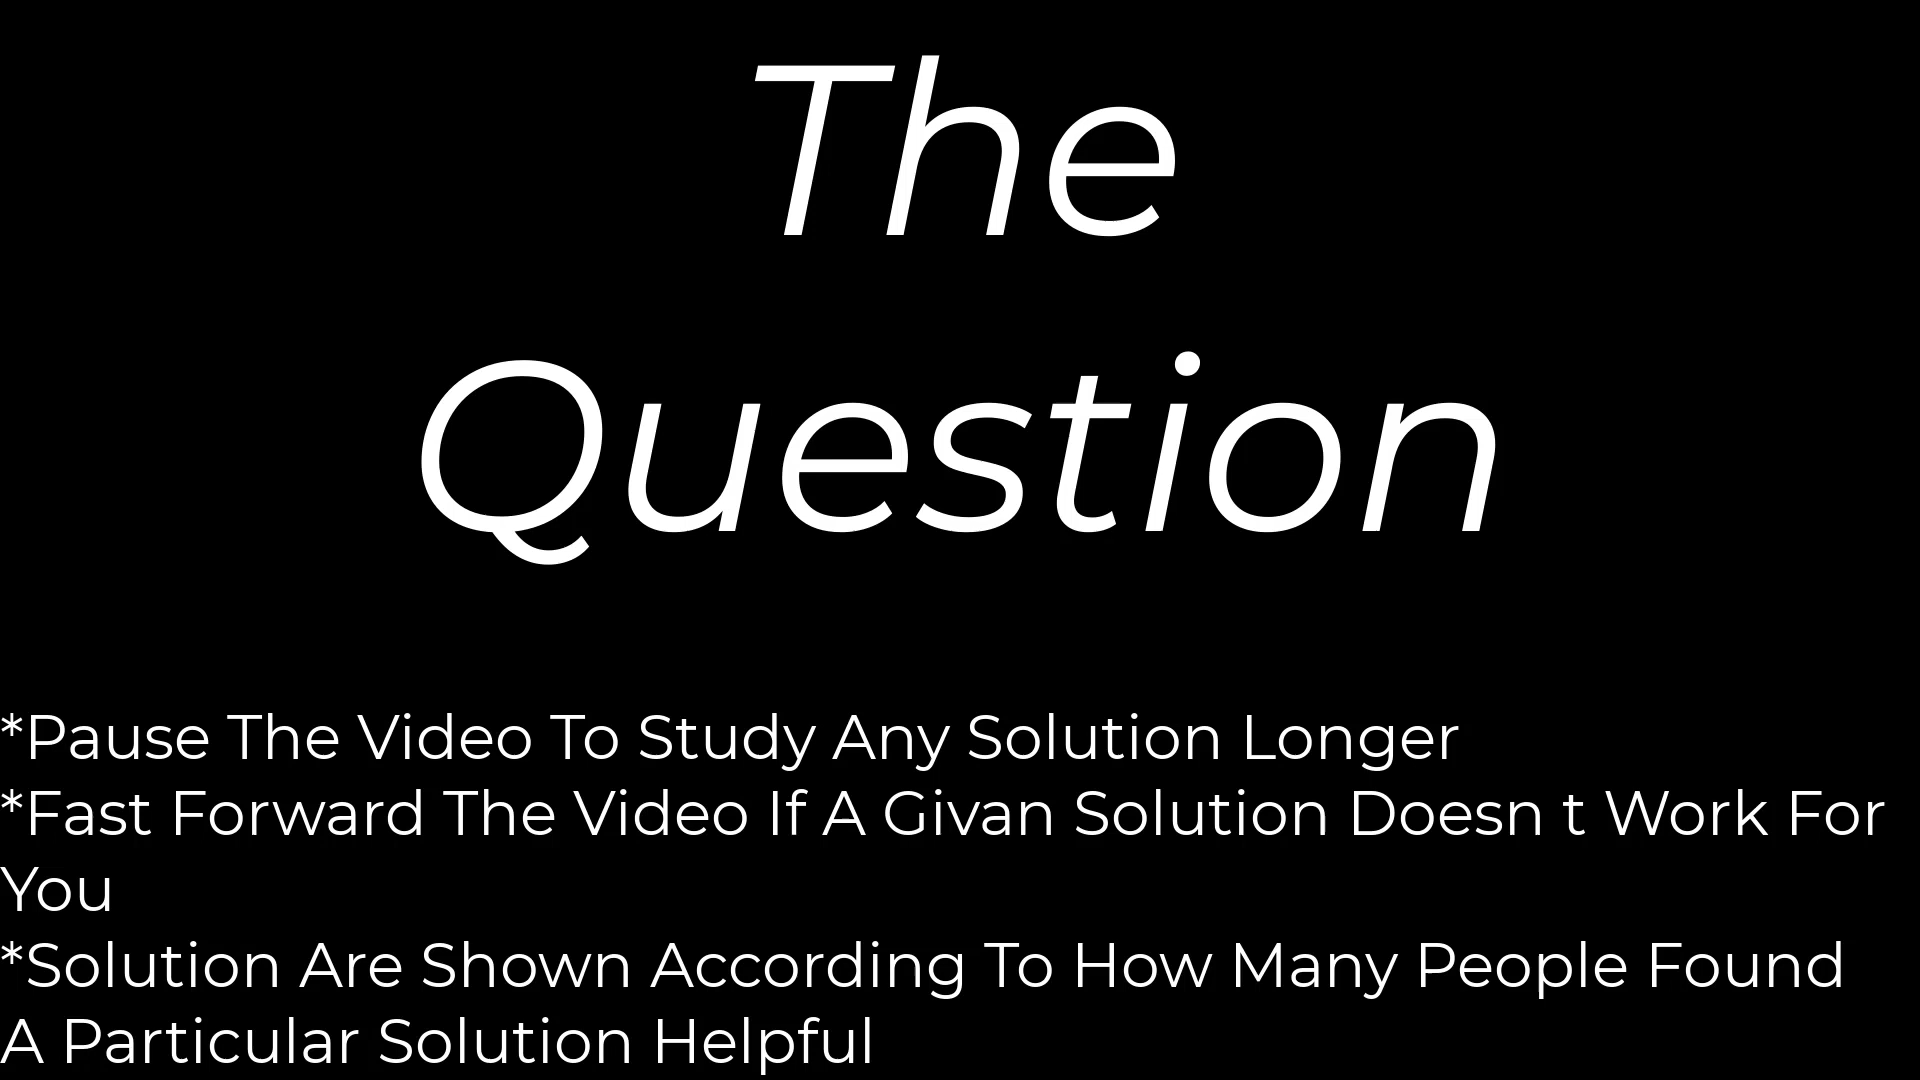 The
Question
*Pause The Video To Study Any Solution Longer
*Fast Forward The Video If A Givan Solution Doesn t Work For
You
*Solution Are Shown According To How Many People Found
A Particular Solution Helpful